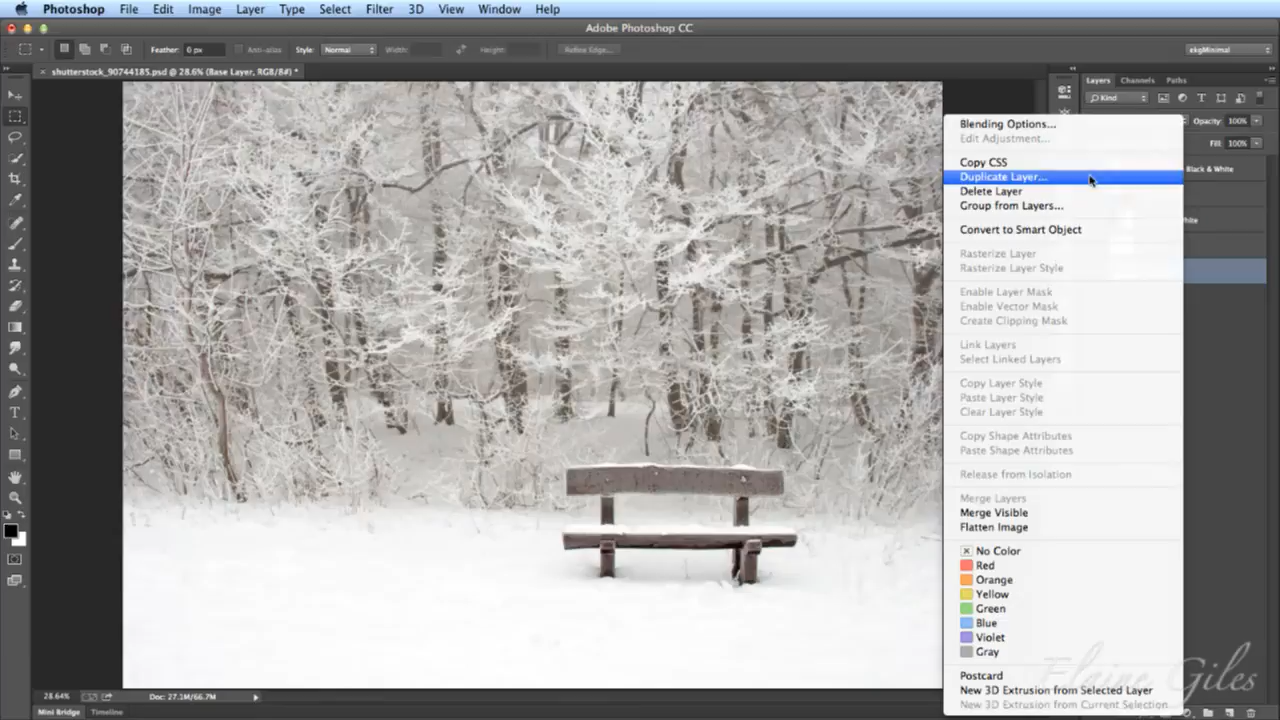 Photoshop File Edit Image Layer Type Select Filter 3D View Window Help
Adobe Photoshop CC
Feather: 0 px Anti-alias Style: Normal Width: Height: Refine Edge... ekgMinimal
shutterstock_90744185.psd @ 28.6% (Base Layer, RGB/8#) *
Layers Channels Paths
Kind
Opacity: 100%
Fill: 100%
Black & White
Blending Options...
Edit Adjustment...
Copy CSS
Duplicate Layer...
Delete Layer
Group from Layers...
Convert to Smart Object
Rasterize Layer
Rasterize Layer Style
Enable Layer Mask
Enable Vector Mask
Create Clipping Mask
Link Layers
Select Linked Layers
Copy Layer Style
Paste Layer Style
Clear Layer Style
Copy Shape Attributes
Paste Shape Attributes
Release from Isolation
Merge Layers
Merge Visible
Flatten Image
No Color
Red
Orange
Yellow
Green
Blue
Violet
Gray
Postcard
New 3D Extrusion from Selected Layer
New 3D Extrusion from Current Selection
Elaine Giles
28.64% Doc: 27.1M/66.7M
Mini Bridge Timeline